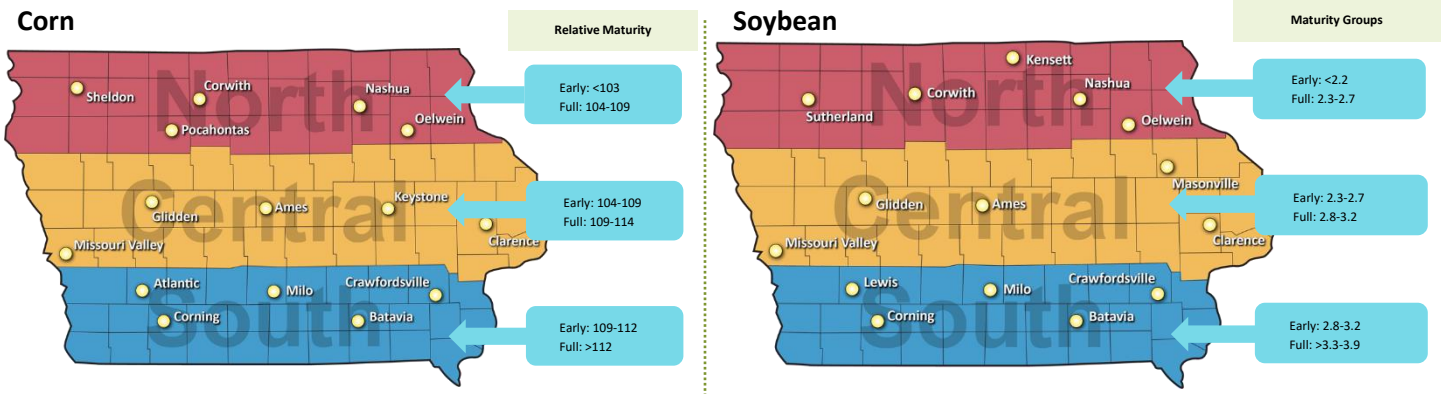 Corn
Relative Maturity
North
Sheldon
Corwith
Nashua
Pocahontas
Oelwein
Early: <103
Full: 104-109
Central
Glidden
Ames
Keystone
Clarence
Missouri Valley
Early: 104-109
Full: 109-114
South
Atlantic
Milo
Crawfordsville
Corning
Batavia
Early: 109-112
Full: >112
Soybean
Maturity Groups
North
Kensett
Sutherland
Corwith
Nashua
Oelwein
Early: <2.2
Full: 2.3-2.7
Central
Masonville
Glidden
Ames
Clarence
Missouri Valley
Early: 2.3-2.7
Full: 2.8-3.2
South
Lewis
Milo
Crawfordsville
Corning
Batavia
Early: 2.8-3.2
Full: >3.3-3.9